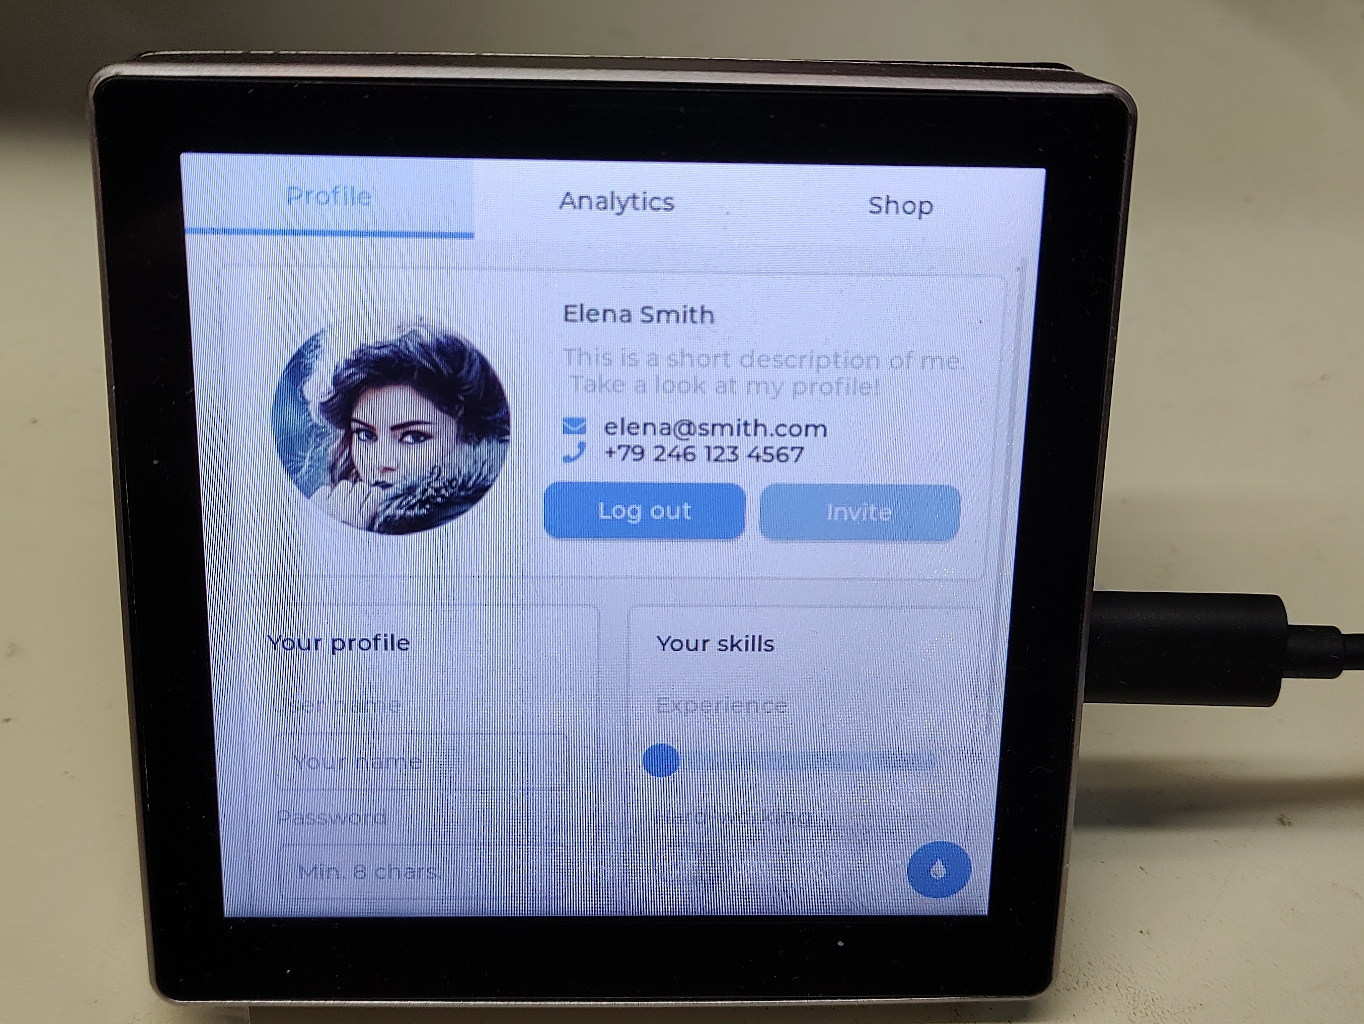 Profile
Analytics
Shop
Elena Smith
This is a short description of me.
Take a look at my profile!
elena@smith.com
+79 246 123 4567
Log out
Invite
Your profile
User name
Your name
Password
Min. 8 chars.
Your skills
Experience
Hard-working